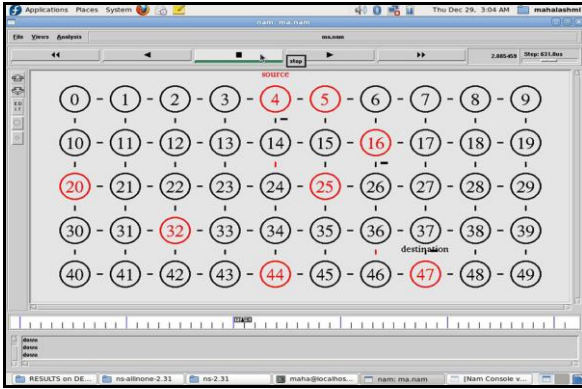 Applications Places System Thu Dec 29, 3:04 AM mahalashmi
nam: ma.nam
File Views Analysis ma.nam
2.085459 Step: 631.0us
stop
source
0 - 1 - 2 - 3 - 4 - 5 - 6 - 7 - 8 - 9
10 - 11 - 12 - 13 - 14 - 15 - 16 - 17 - 18 - 19
20 - 21 - 22 - 23 - 24 - 25 - 26 - 27 - 28 - 29
30 - 31 - 32 - 33 - 34 - 35 - 36 - 37 - 38 - 39
destination
40 - 41 - 42 - 43 - 44 - 45 - 46 - 47 - 48 - 49
down
down
down
RESULTS on DE... ns-allinone-2.31 ns-2.31 maha@localhos... nam: ma.nam [Nam Console v...